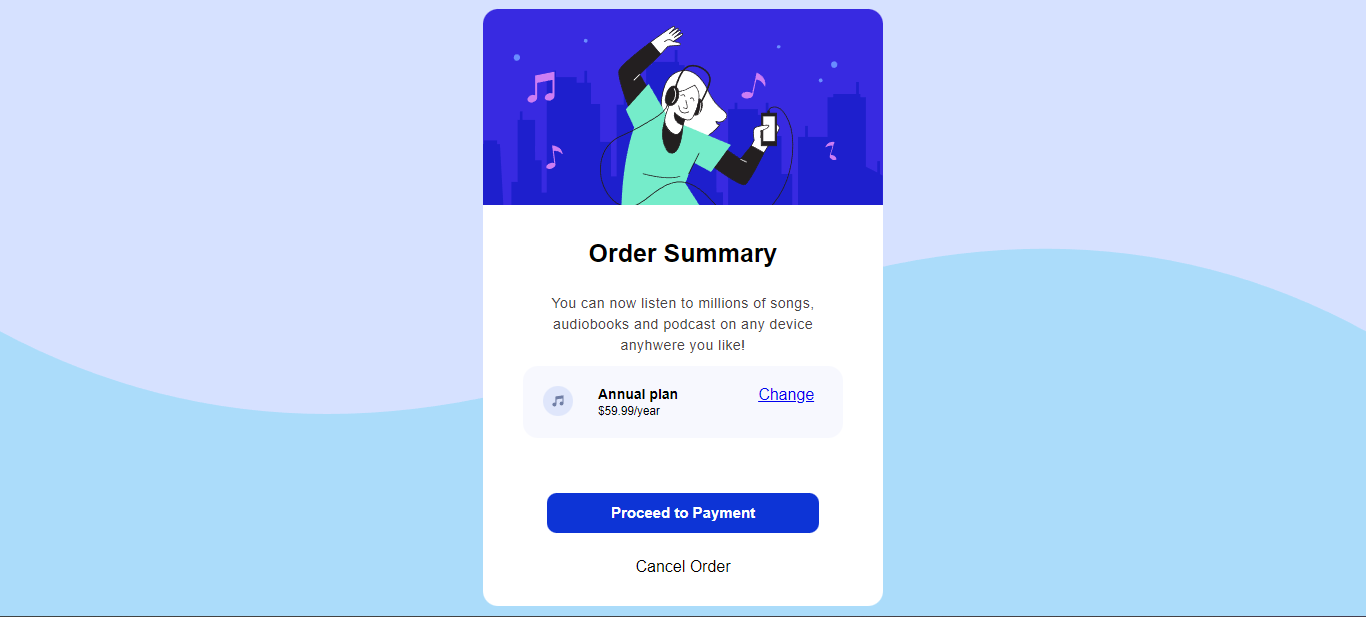 Order Summary
You can now listen to millions of songs,
audiobooks and podcast on any device
anyhwere you like!
Annual plan
Change
$59.99/year
Proceed to Payment
Cancel Order